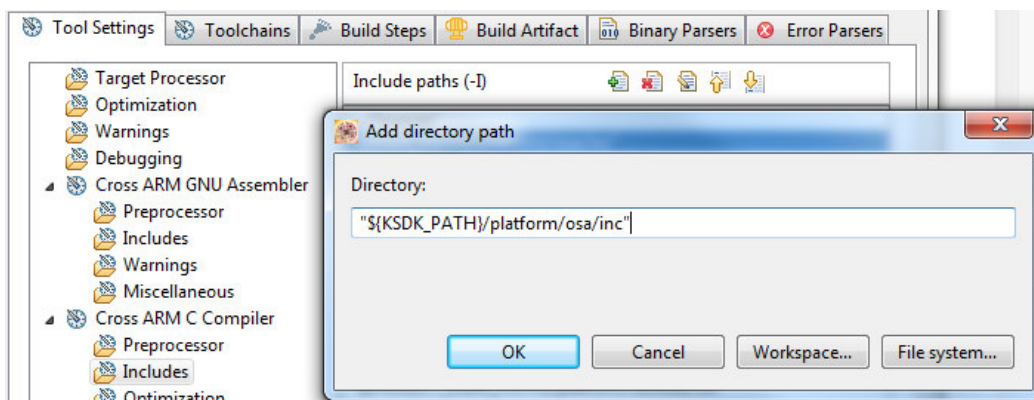 Tool Settings Toolchains Build Steps Build Artifact Binary Parsers Error Parsers
Target Processor
Optimization
Warnings
Debugging
Cross ARM GNU Assembler
Preprocessor
Includes
Warnings
Miscellaneous
Cross ARM C Compiler
Preprocessor
Includes
Optimization
Include paths (-I)
Add directory path
Directory:
"${KSDK_PATH}/platform/osa/inc"
OK Cancel Workspace... File system...